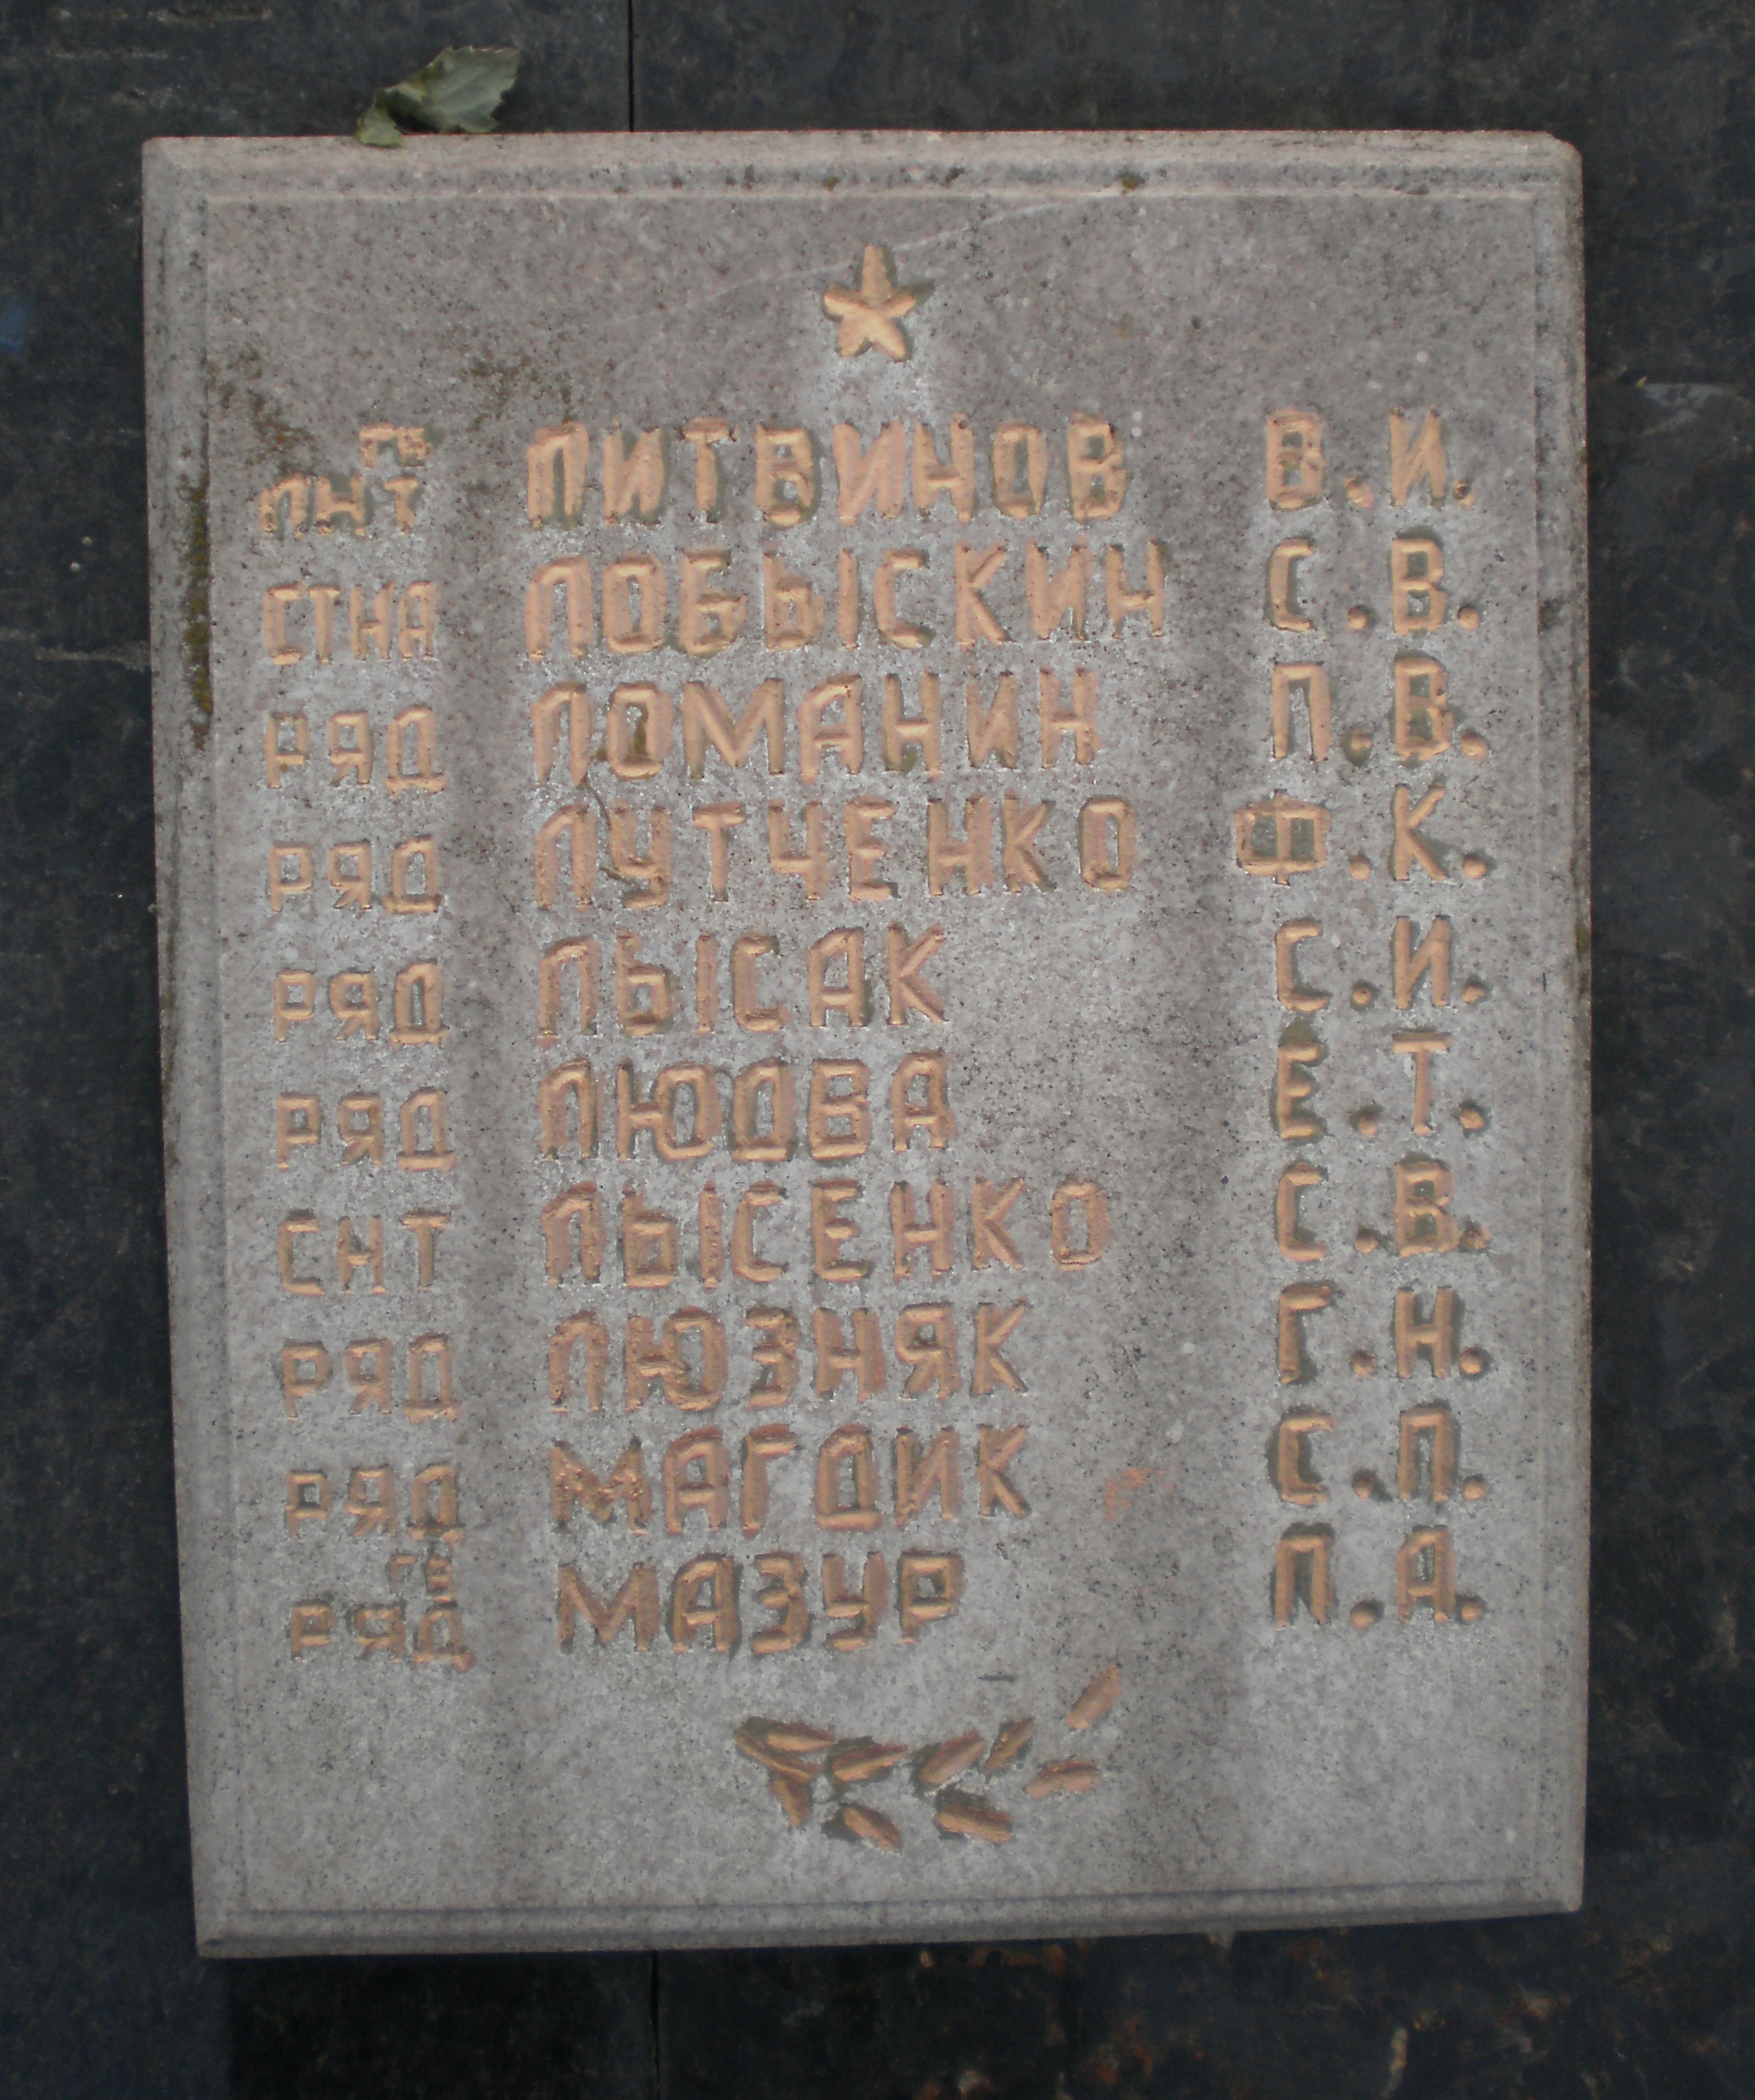 ГВ
ЛНТ ЛИТВИНОВ В.И.
СТНА ЛОБЫСКИН С.В.
РЯД ЛОМАНИН П.В.
РЯД ЛУТЧЕНКО Ф.К.
РЯД ЛЫСАК С.И.
РЯД ЛЮДВА Е.Т.
СНТ ЛЫСЕНКО С.В.
РЯД ЛЮЗНЯК Г.Н.
РЯД МАГДИК С.П.
ГВ
РЯД МАЗУР П.А.